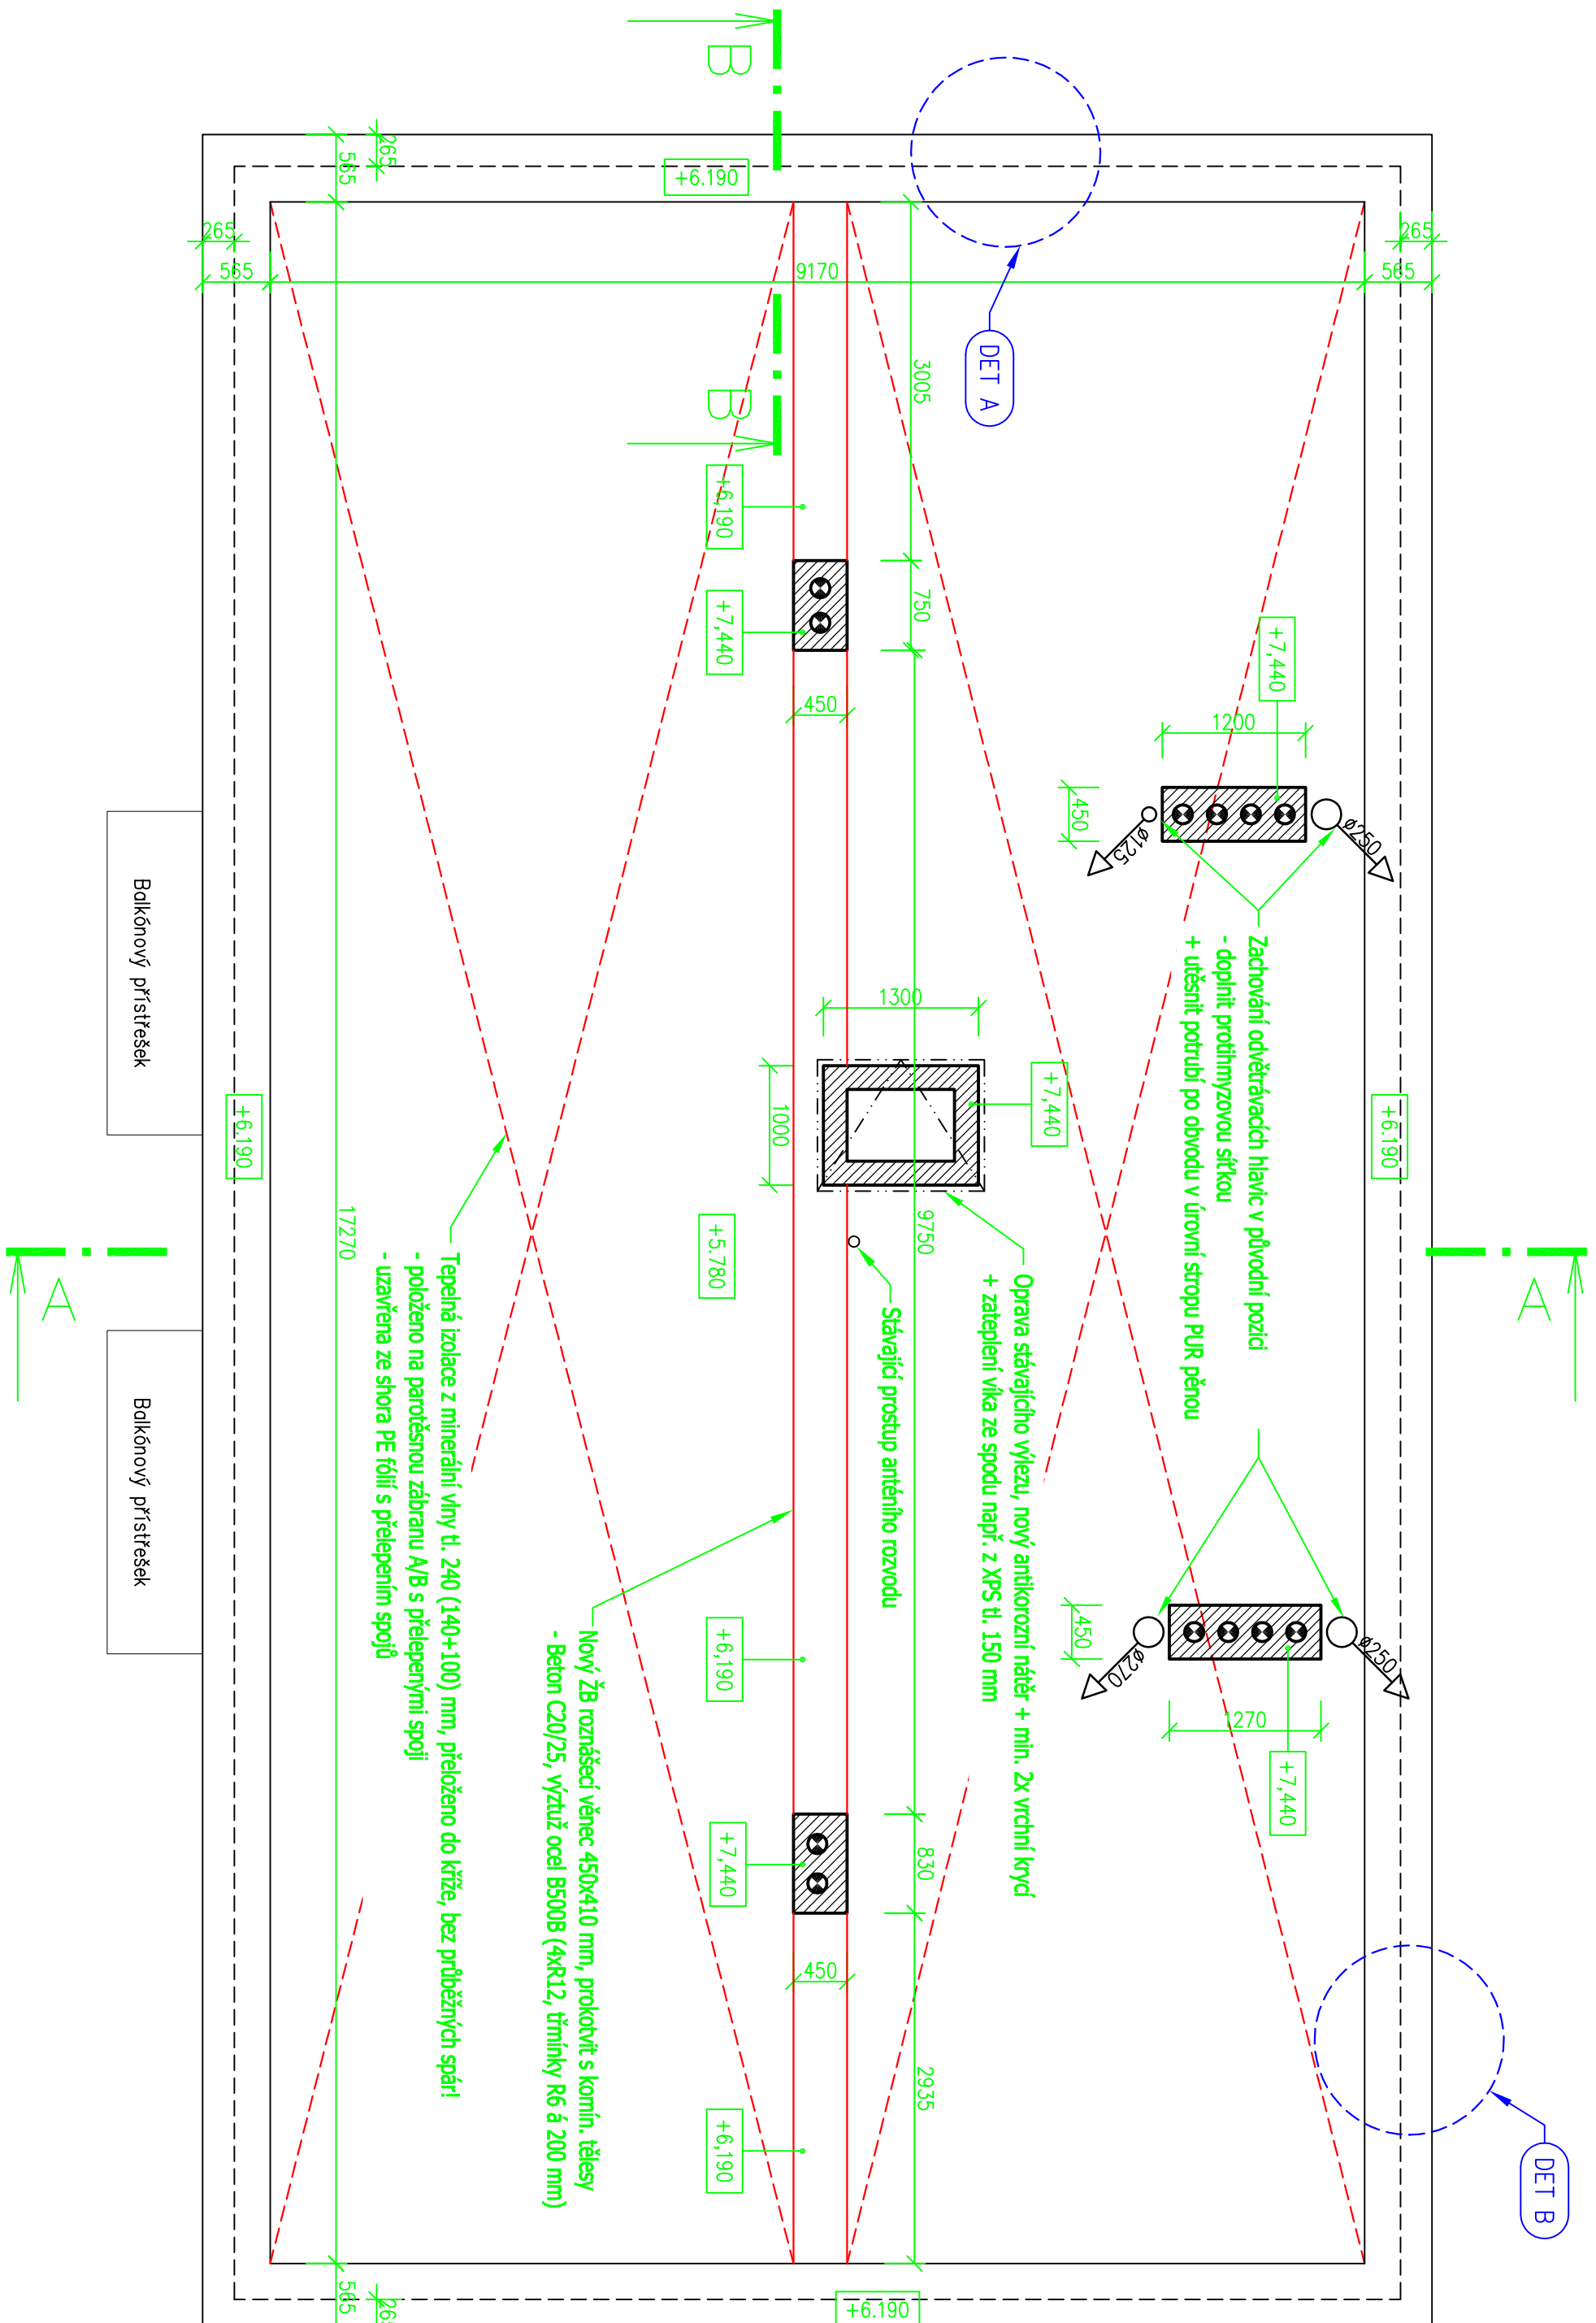 B
B
+6.190
265
565
265
565
9170
565
265
3005
DET A
+6,190
750
+7,440
450
+7,440
1200
450
ø125
ø250
Zachování odvětrávacích hlavic v původní pozici
- doplnit protihmyzovou síťkou
+ utěsnit potrubí po obvodu v úrovní stropu PUR pěnou
1300
1000
+7,440
9750
+6.190
+6.190
+5.780
17270
A
A
Balkónový přístřešek
Balkónový přístřešek
Oprava stávajícího výlezu, nový antikorozní nátěr + min. 2x vrchní krycí
+ zateplení víka ze spodu např. z XPS tl. 150 mm
Stávající prostup anténího rozvodu
Tepelná izolace z minerální vlny tl. 240 (140+100) mm, přeloženo do kříže, bez průběžných spár!
- položeno na parotěsnou zábranu A/B s přelepenými spoji
- uzavřena ze shora PE fólií s přelepením spojů
Nový ŽB roznášecí věnec 450x410 mm, prokotvit s komín. tělesy
- Beton C20/25, výztuž ocel B500B (4xR12, třmínky R6 á 200 mm)
+6,190
450
ø270
ø250
1270
+7,440
+7,440
830
450
2935
+6,190
DET B
565
265
+6.190